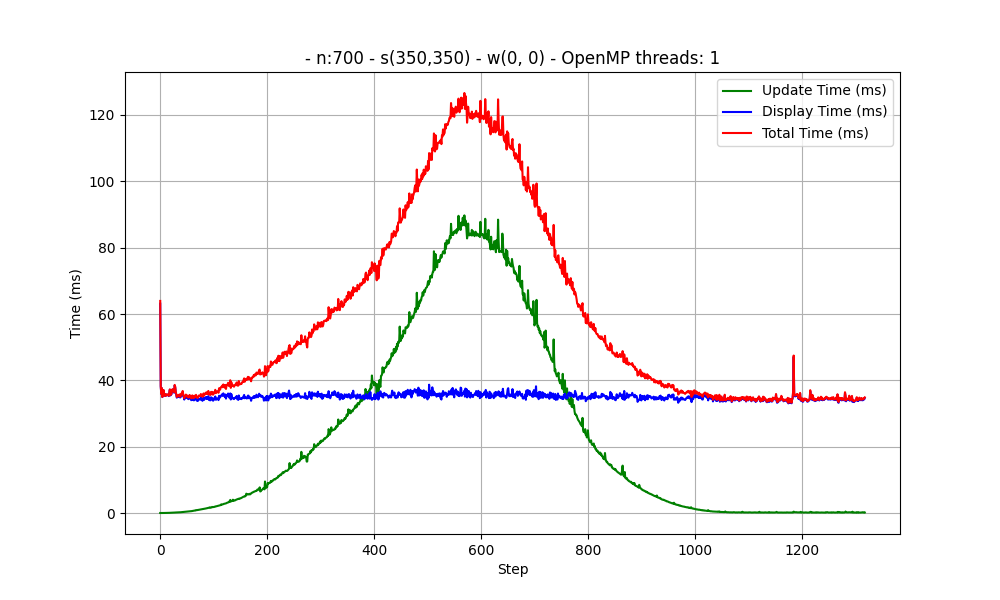 - n:700 - s(350,350) - w(0, 0) - OpenMP threads: 1
Update Time (ms)
Display Time (ms)
Total Time (ms)
Time (ms)
120
100
80
60
40
20
0
0 200 400 600 800 1000 1200
Step